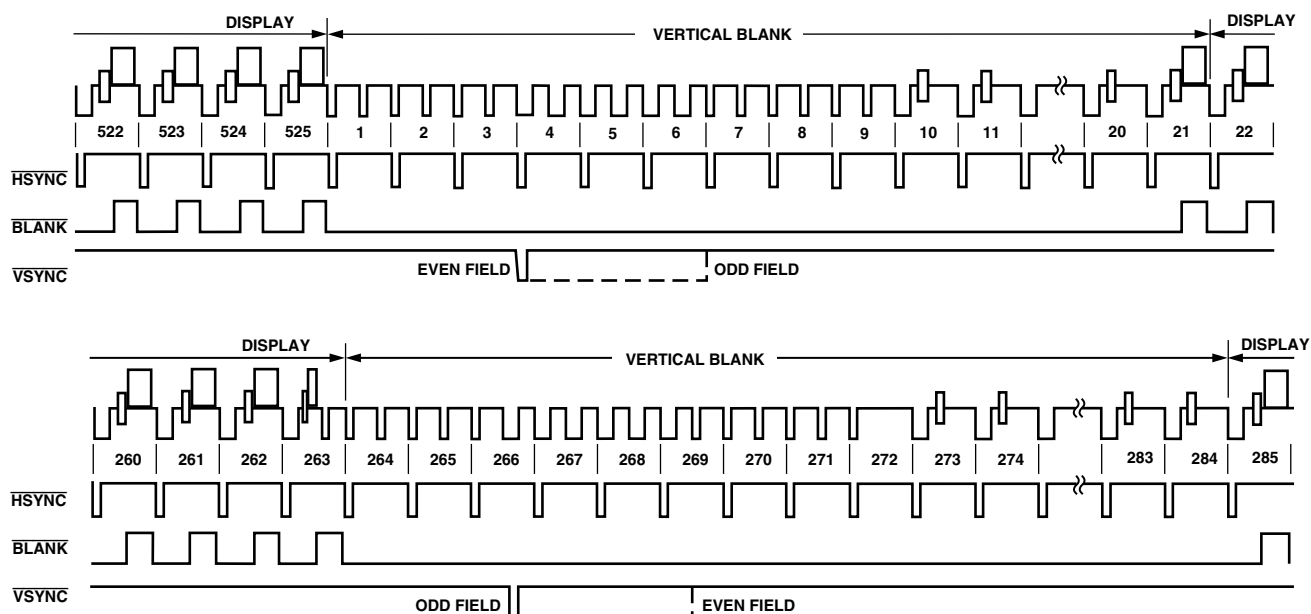 DISPLAY VERTICAL BLANK DISPLAY
522 523 524 525 1 2 3 4 5 6 7 8 9 10 11 20 21 22
HSYNC
BLANK
EVEN FIELD ODD FIELD
VSYNC
DISPLAY VERTICAL BLANK DISPLAY
260 261 262 263 264 265 266 267 268 269 270 271 272 273 274 283 284 285
HSYNC
BLANK
VSYNC
ODD FIELD EVEN FIELD